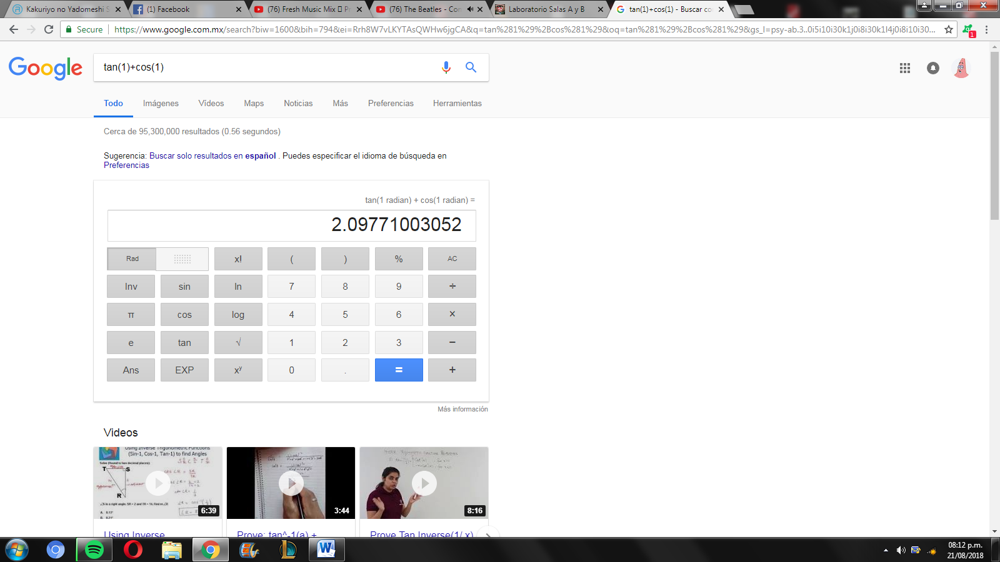 Kakuriyo no Yadomeshi S
(1) Facebook
(76) Fresh Music Mix
(76) The Beatles - Con
Laboratorio Salas A y B
tan(1)+cos(1) - Buscar co
Secure
https://www.google.com.mx/search?biw=1600&bih=794&ei=Rrh8W7vLKYTAsQWHw6jgCA&q=tan%281%29%2Bcos%281%29&oq=tan%281%29%2Bcos%281%29&gs_l=psy-ab.3..0i5i10i30k1j0i8i30k1l4j0i8i10i30...
1
Google
tan(1)+cos(1)
Todo Imágenes Vídeos Maps Noticias Más Preferencias Herramientas
Cerca de 95,300,000 resultados (0.56 segundos)
Sugerencia: Buscar solo resultados en español . Puedes especificar el idioma de búsqueda en
Preferencias
tan(1 radian) + cos(1 radian) =
2.09771003052
Rad x! ( ) % AC
Inv sin ln 7 8 9 ÷
π cos log 4 5 6 ×
e tan √ 1 2 3 −
Ans EXP xʸ 0 . = +
Más información
Videos
Using Inverse Trigonometric Functions
(Sin-1, Cos-1, Tan-1) to find Angles
T S
R
6:39
3:44
8:16
Using Inverse
Prove: tan^-1(a) +
Prove Tan Inverse(1/ x)
08:12 p.m.
21/08/2018